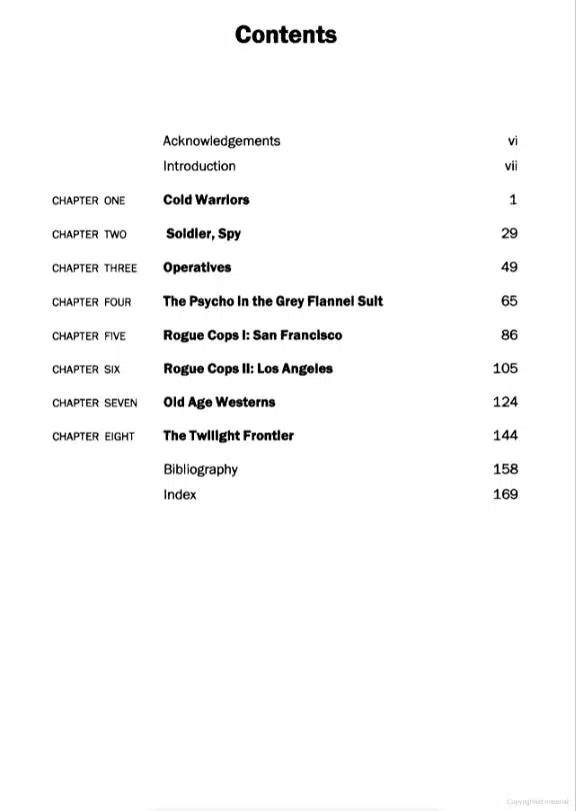 Contents
Acknowledgements vi
Introduction vii
CHAPTER ONE Cold Warriors 1
CHAPTER TWO Soldier, Spy 29
CHAPTER THREE Operatives 49
CHAPTER FOUR The Psycho in the Grey Flannel Suit 65
CHAPTER FIVE Rogue Cops I: San Francisco 86
CHAPTER SIX Rogue Cops II: Los Angeles 105
CHAPTER SEVEN Old Age Westerns 124
CHAPTER EIGHT The Twilight Frontier 144
Bibliography 158
Index 169
Copyrighted material